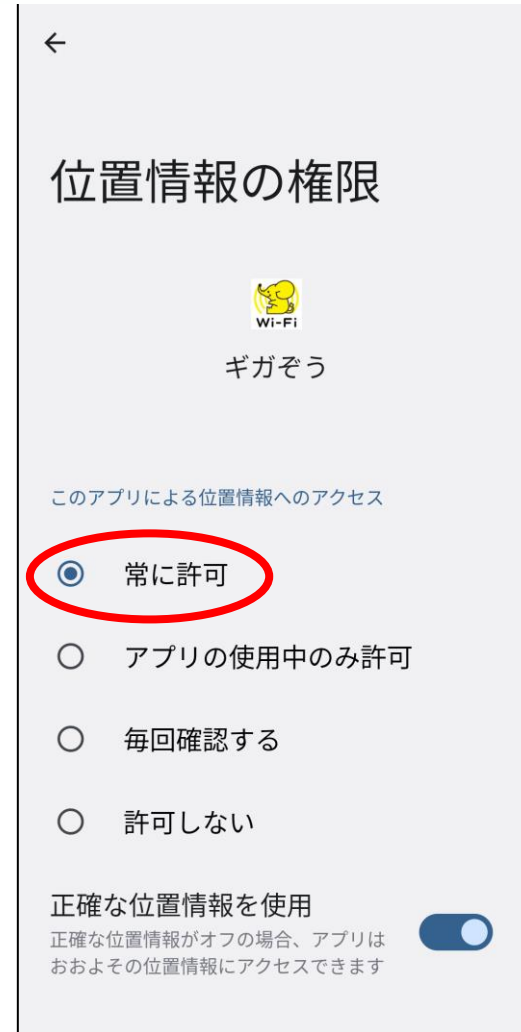 位置情報の権限
Wi-Fi
ギガぞう
このアプリによる位置情報へのアクセス
常に許可
アプリの使用中のみ許可
毎回確認する
許可しない
正確な位置情報を使用
正確な位置情報がオフの場合、アプリは
おおよその位置情報にアクセスできます